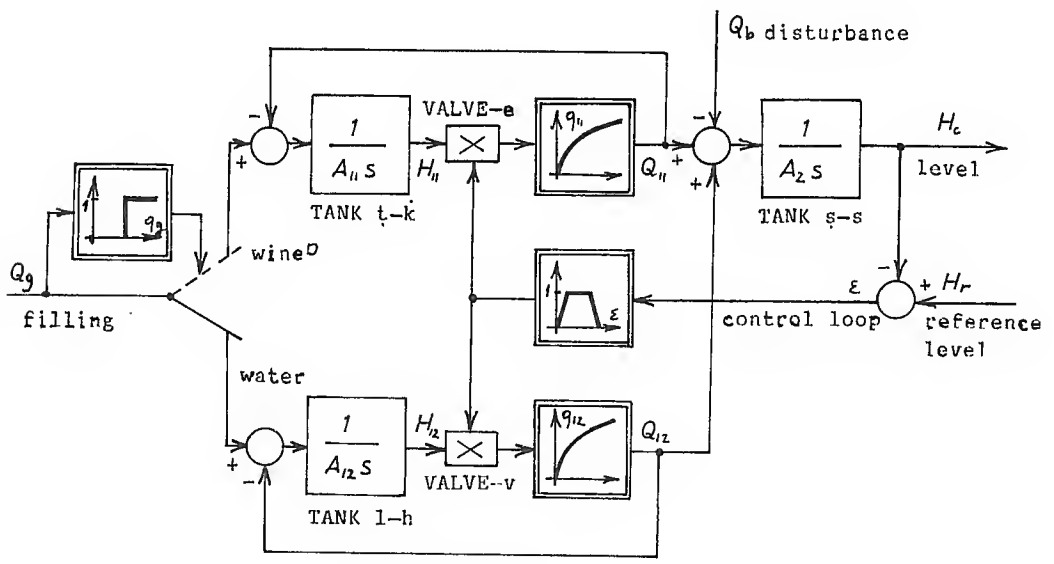 Q_b disturbance
VALVE-e
1
A_11 s
H_11
q_11
Q_11
1
A_2 s
H_c
level
TANK ṭ-ḳ
TANK ṣ-s
1
q_g
Q_g
filling
wine
water
1
ε
ε
control loop
H_r
reference
level
1
A_12 s
H_12
q_12
Q_12
VALVE-v
TANK l-h